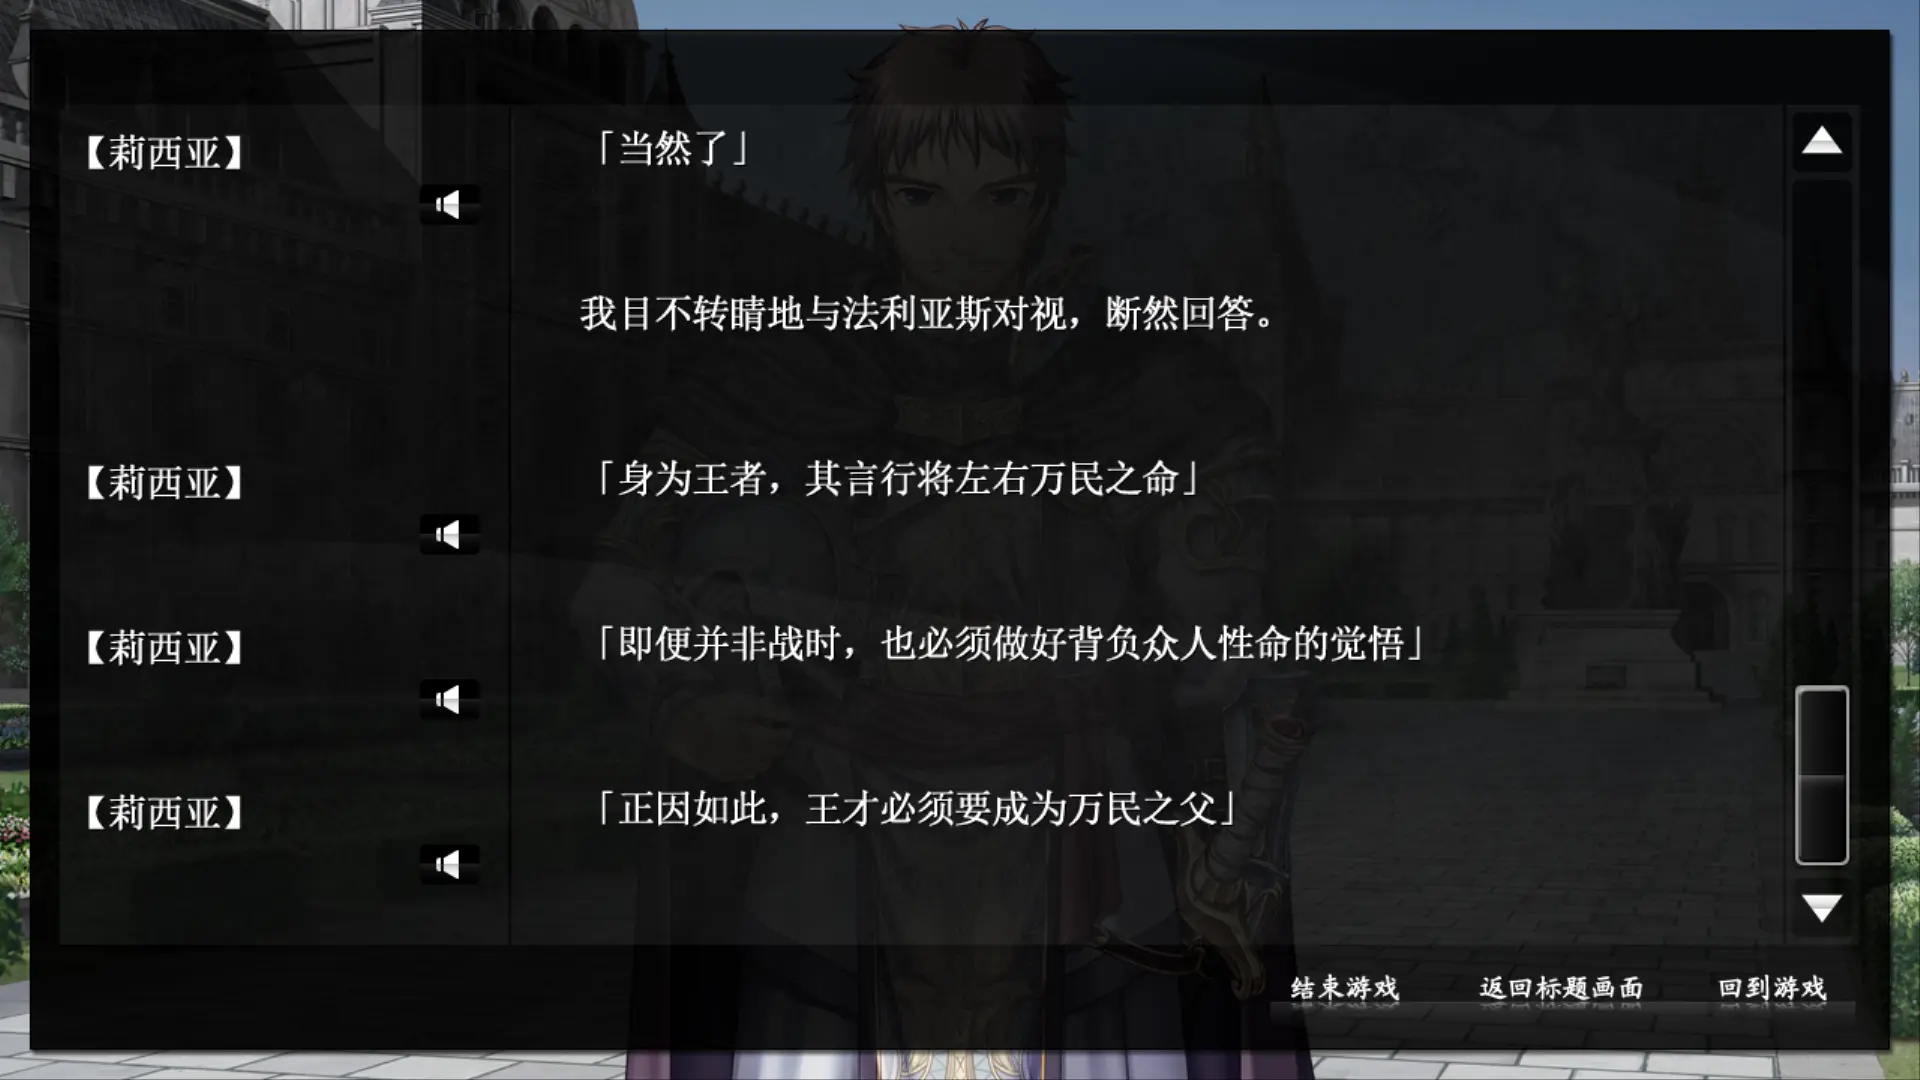 【莉西亚】
「当然了」
我目不转睛地与法利亚斯对视，断然回答。
【莉西亚】
「身为王者，其言行将左右万民之命」
【莉西亚】
「即便并非战时，也必须做好背负众人性命的觉悟」
【莉西亚】
「正因如此，王才必须要成为万民之父」
结束游戏 返回标题画面 回到游戏